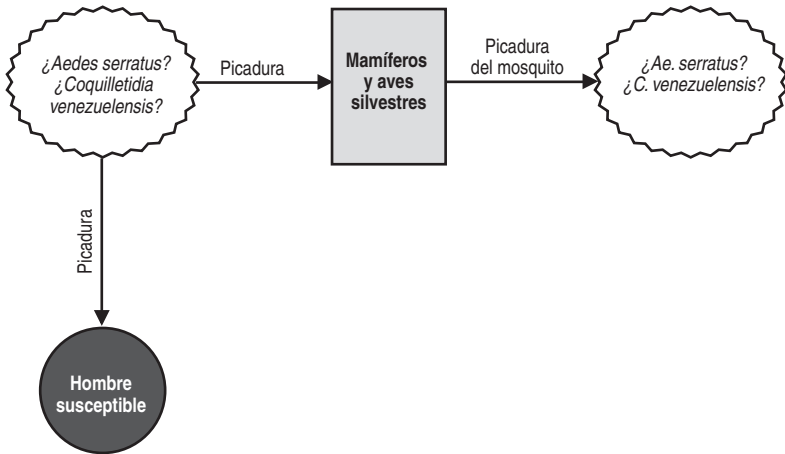 ¿Aedes serratus?
¿Coquilletidia
venezuelensis?
Picadura
Mamíferos
y aves
silvestres
Picadura
del mosquito
¿Ae. serratus?
¿C. venezuelensis?
Picadura
Hombre
susceptible